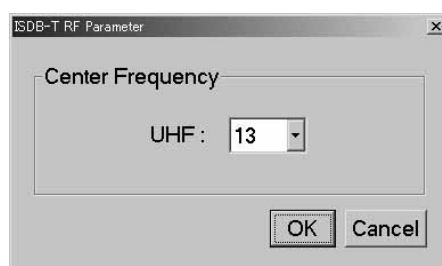 ISDB-T RF Parameter
Center Frequency
UHF : 13
OK Cancel